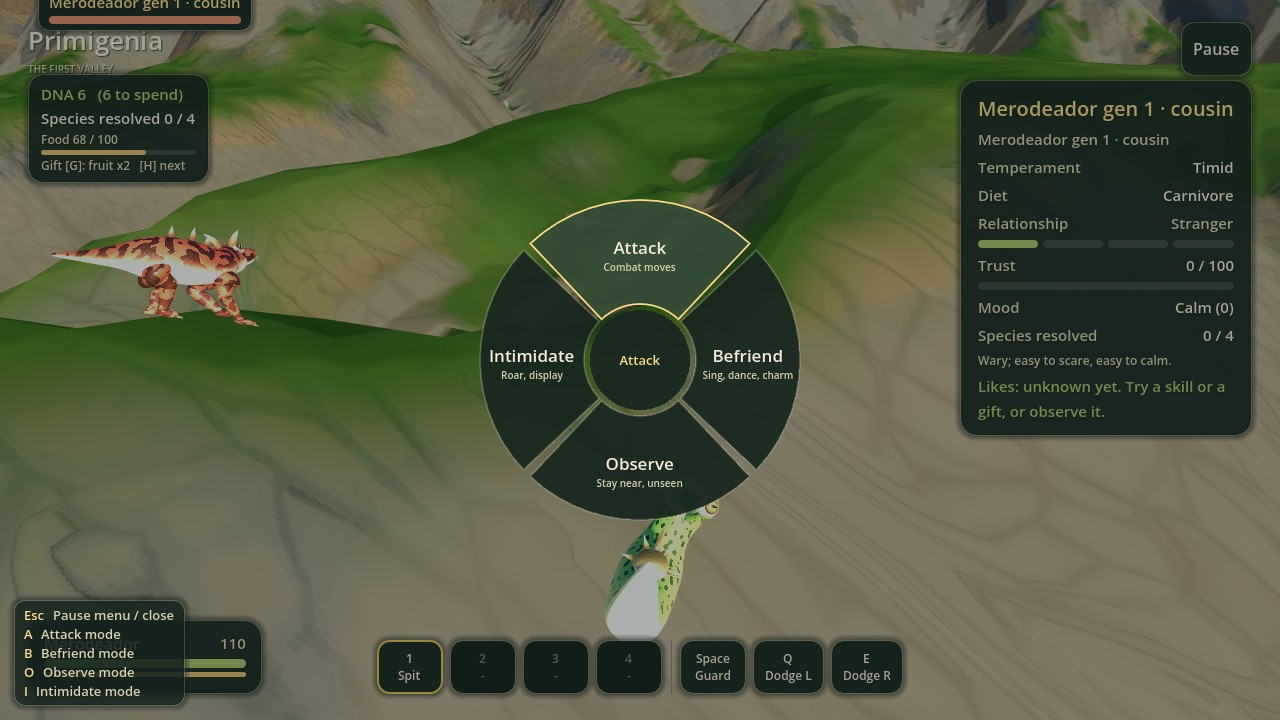 Merodeador gen 1 · cousin
Primigenia
THE FIRST VALLEY
DNA 6 (6 to spend)
Species resolved 0 / 4
Food 68 / 100
Gift [G]: fruit x2 [H] next
Pause
Merodeador gen 1 · cousin
Merodeador gen 1 · cousin
Temperament Timid
Diet Carnivore
Relationship Stranger
Trust 0 / 100
Mood Calm (0)
Species resolved 0 / 4
Wary; easy to scare, easy to calm.
Likes: unknown yet. Try a skill or a
gift, or observe it.
Attack
Combat moves
Intimidate
Roar, display
Attack
Befriend
Sing, dance, charm
Observe
Stay near, unseen
Esc Pause menu / close
A Attack mode
B Befriend mode
O Observe mode
I Intimidate mode
110
1
Spit
2
-
3
-
4
-
Space
Guard
Q
Dodge L
E
Dodge R